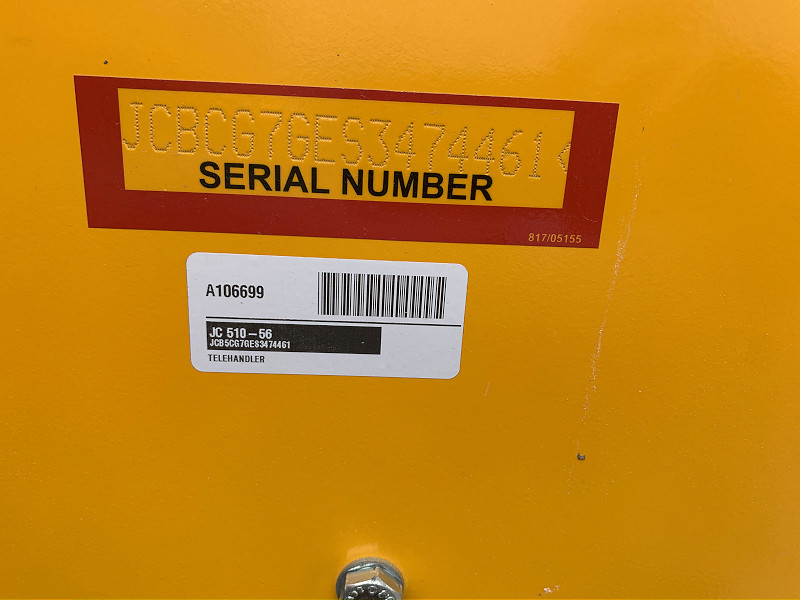 JCBCG7GES3474461
SERIAL NUMBER
817/05155
A106699
JC 510-56
JCB5CG7GE83474461
TELEHANDLER